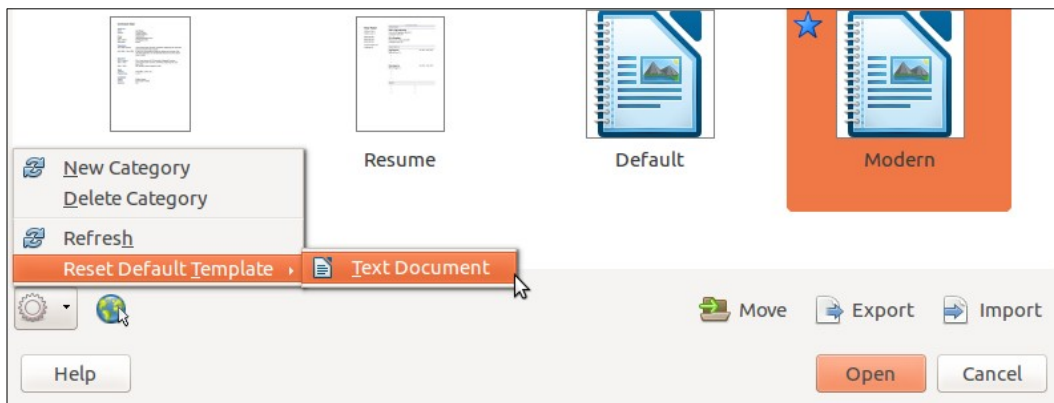 Resume
Default
Modern
New Category
Delete Category
Refresh
Reset Default Template
Text Document
Move
Export
Import
Help
Open
Cancel